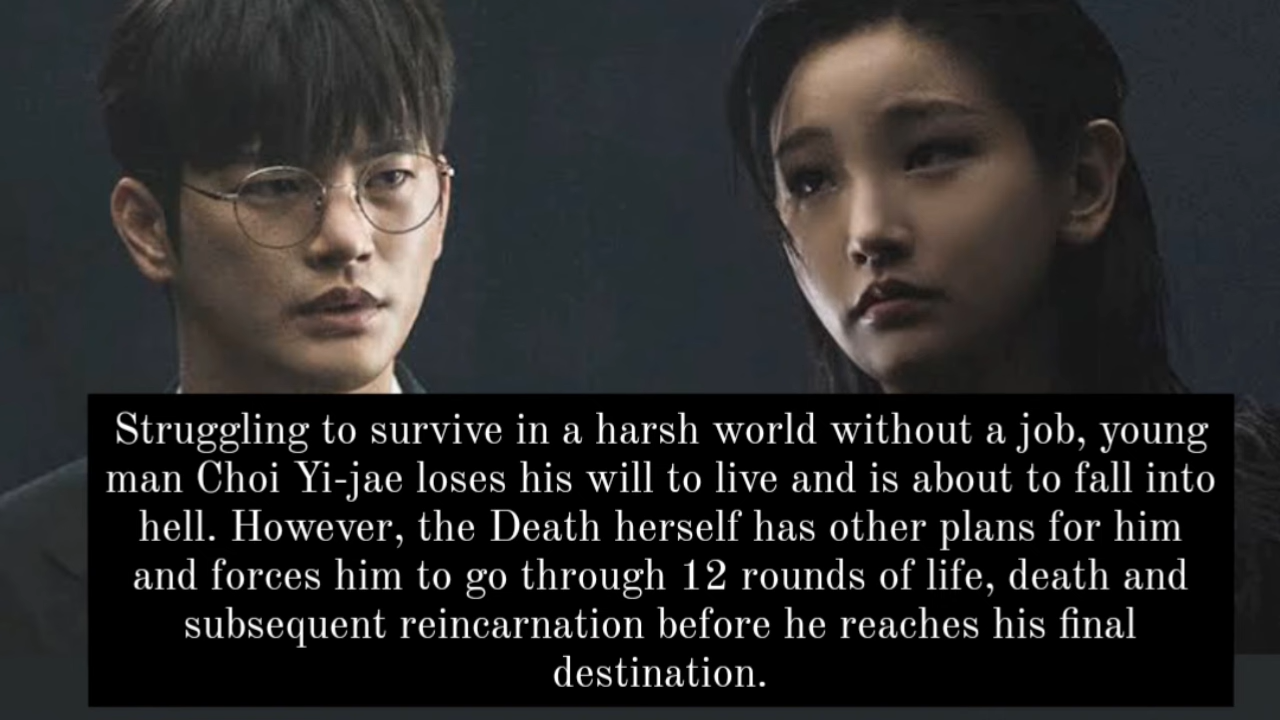 Struggling to survive in a harsh world without a job, young
man Choi Yi-jae loses his will to live and is about to fall into
hell. However, the Death herself has other plans for him
and forces him to go through 12 rounds of life, death and
subsequent reincarnation before he reaches his final
destination.